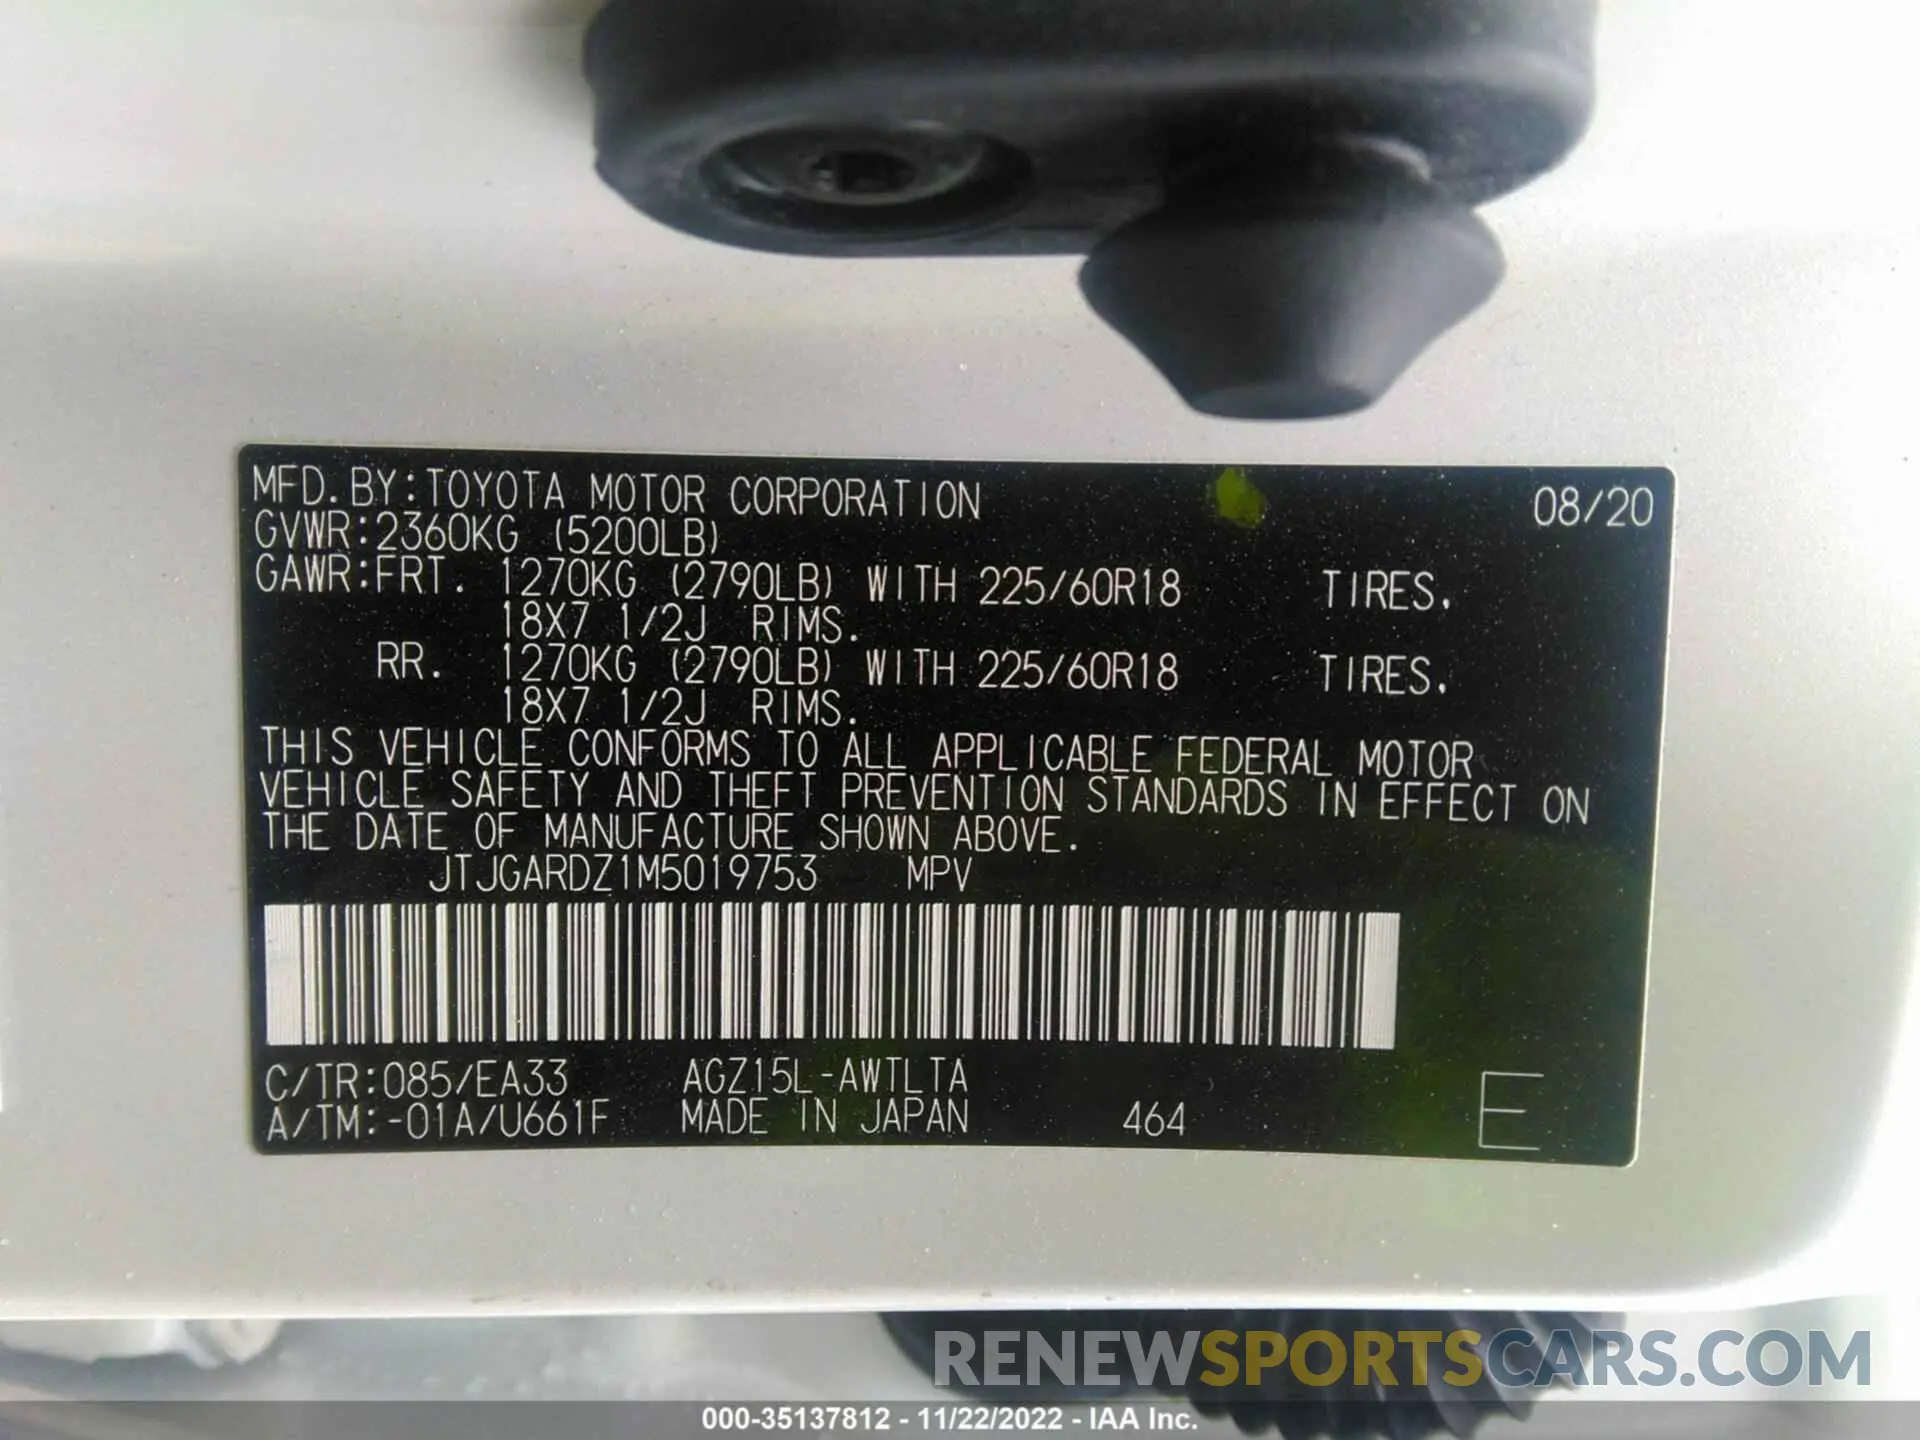 MFD. BY: TOYOTA MOTOR CORPORATION 08/20
GVWR: 2360KG (5200LB)
GAWR: FRT. 1270KG (2790LB) WITH 225/60R18 TIRES,
18X7 1/2J RIMS.
RR. 1270KG (2790LB) WITH 225/60R18 TIRES,
18X7 1/2J RIMS.
THIS VEHICLE CONFORMS TO ALL APPLICABLE FEDERAL MOTOR
VEHICLE SAFETY AND THEFT PREVENTION STANDARDS IN EFFECT ON
THE DATE OF MANUFACTURE SHOWN ABOVE.
JTJGARDZ1M5019753 MPV
C/TR: 085/EA33 AGZ15L-AWTLTA
A/TM: -01A/U661F MADE IN JAPAN 464 E
RENEWSPORTSCARS.COM
000-35137812 - 11/22/2022 - IAA Inc.